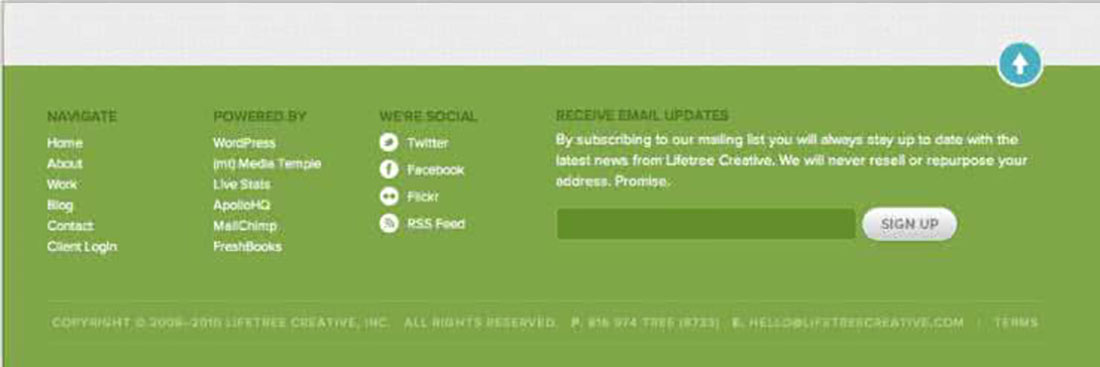 NAVIGATE
Home
About
Work
Blog
Contact
Client Login
POWERED BY
WordPress
(mt) Media Temple
Live Stats
ApolloHQ
MailChimp
FreshBooks
WE'RE SOCIAL
Twitter
Facebook
Flickr
RSS Feed
RECEIVE EMAIL UPDATES
By subscribing to our mailing list you will always stay up to date with the
latest news from Lifetree Creative. We will never resell or repurpose your
address. Promise.
SIGN UP
COPYRIGHT © 2008–2010 LIFETREE CREATIVE, INC. ALL RIGHTS RESERVED. P. 816 974 TREE (8733) E. HELLO@LIFETREECREATIVE.COM | TERMS